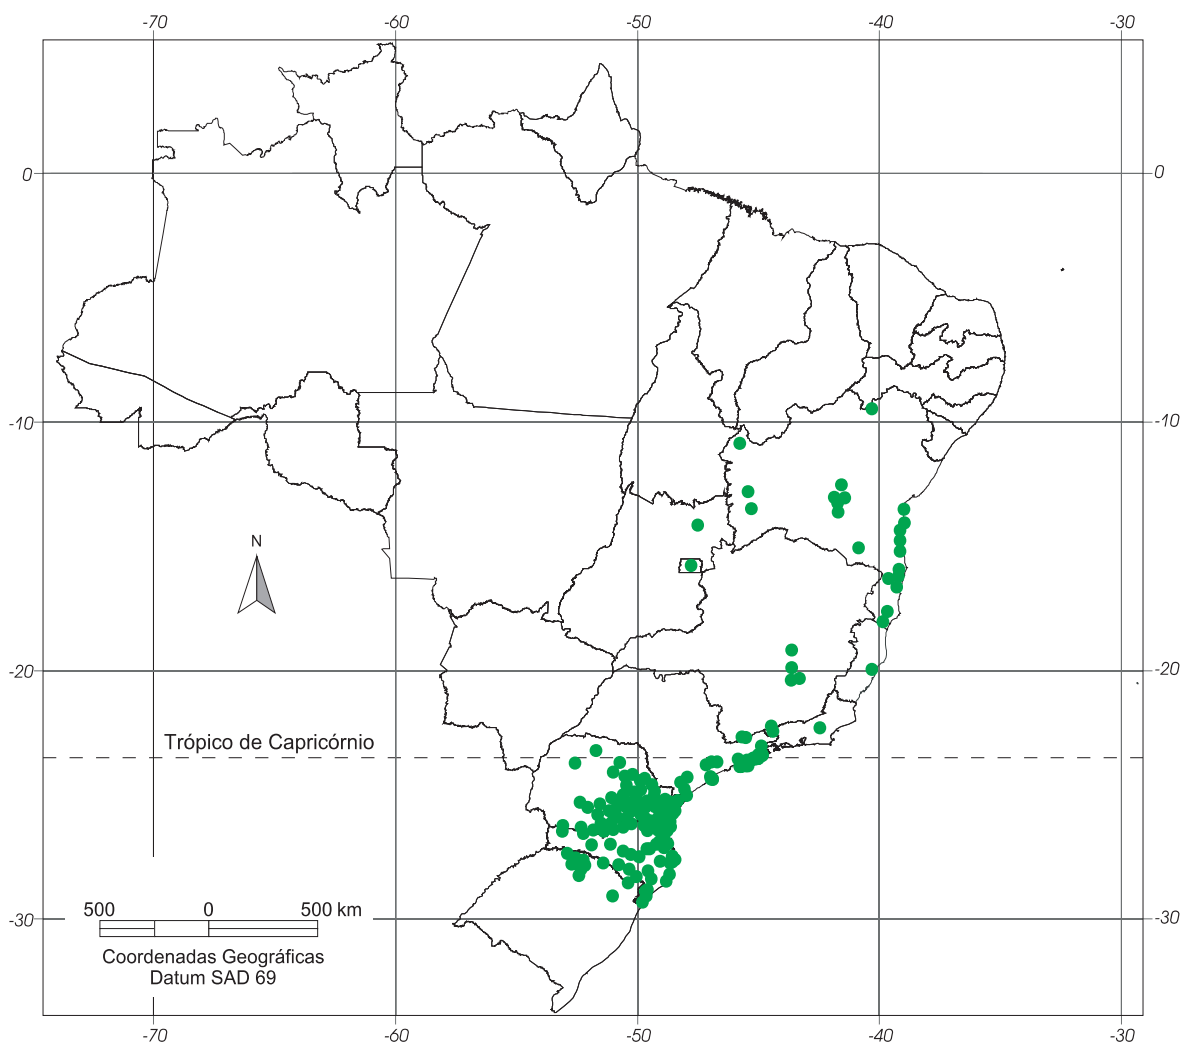 -70 -60 -50 -40 -30
0 0
-10 -10
N
-20 -20
Trópico de Capricórnio
500 0 500 km
-30 -30
Coordenadas Geográficas
Datum SAD 69
-70 -60 -50 -40 -30